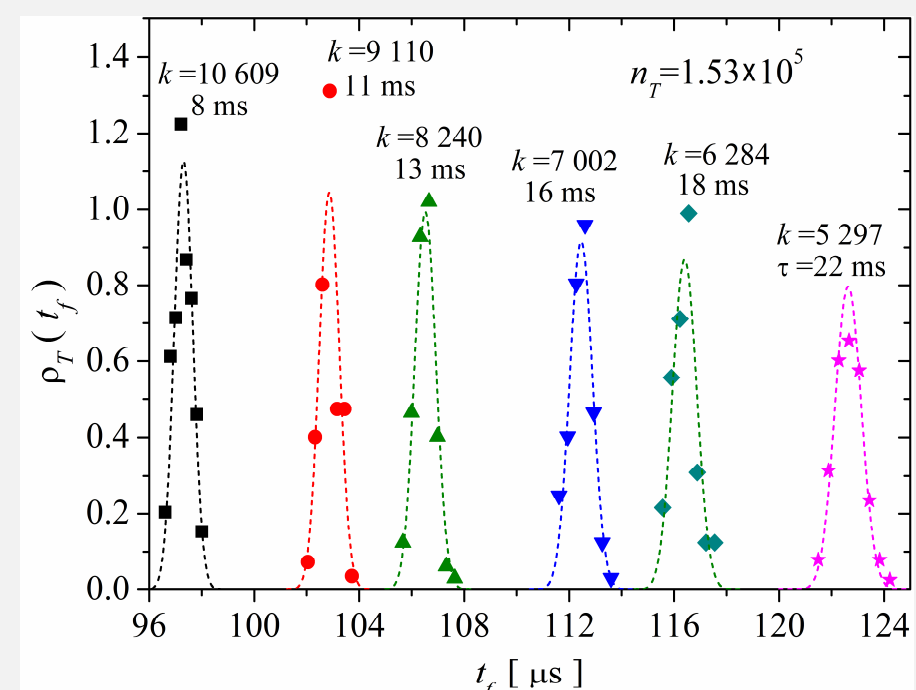 k =9 110
11 ms
k =10 609
8 ms
n_T=1.53×10^5
k =8 240
13 ms
k =7 002
16 ms
k =6 284
18 ms
k =5 297
τ =22 ms
ρ_T ( t_f )
1.4
1.2
1.0
0.8
0.6
0.4
0.2
0.0
96 100 104 108 112 116 120 124
t_f [ μs ]